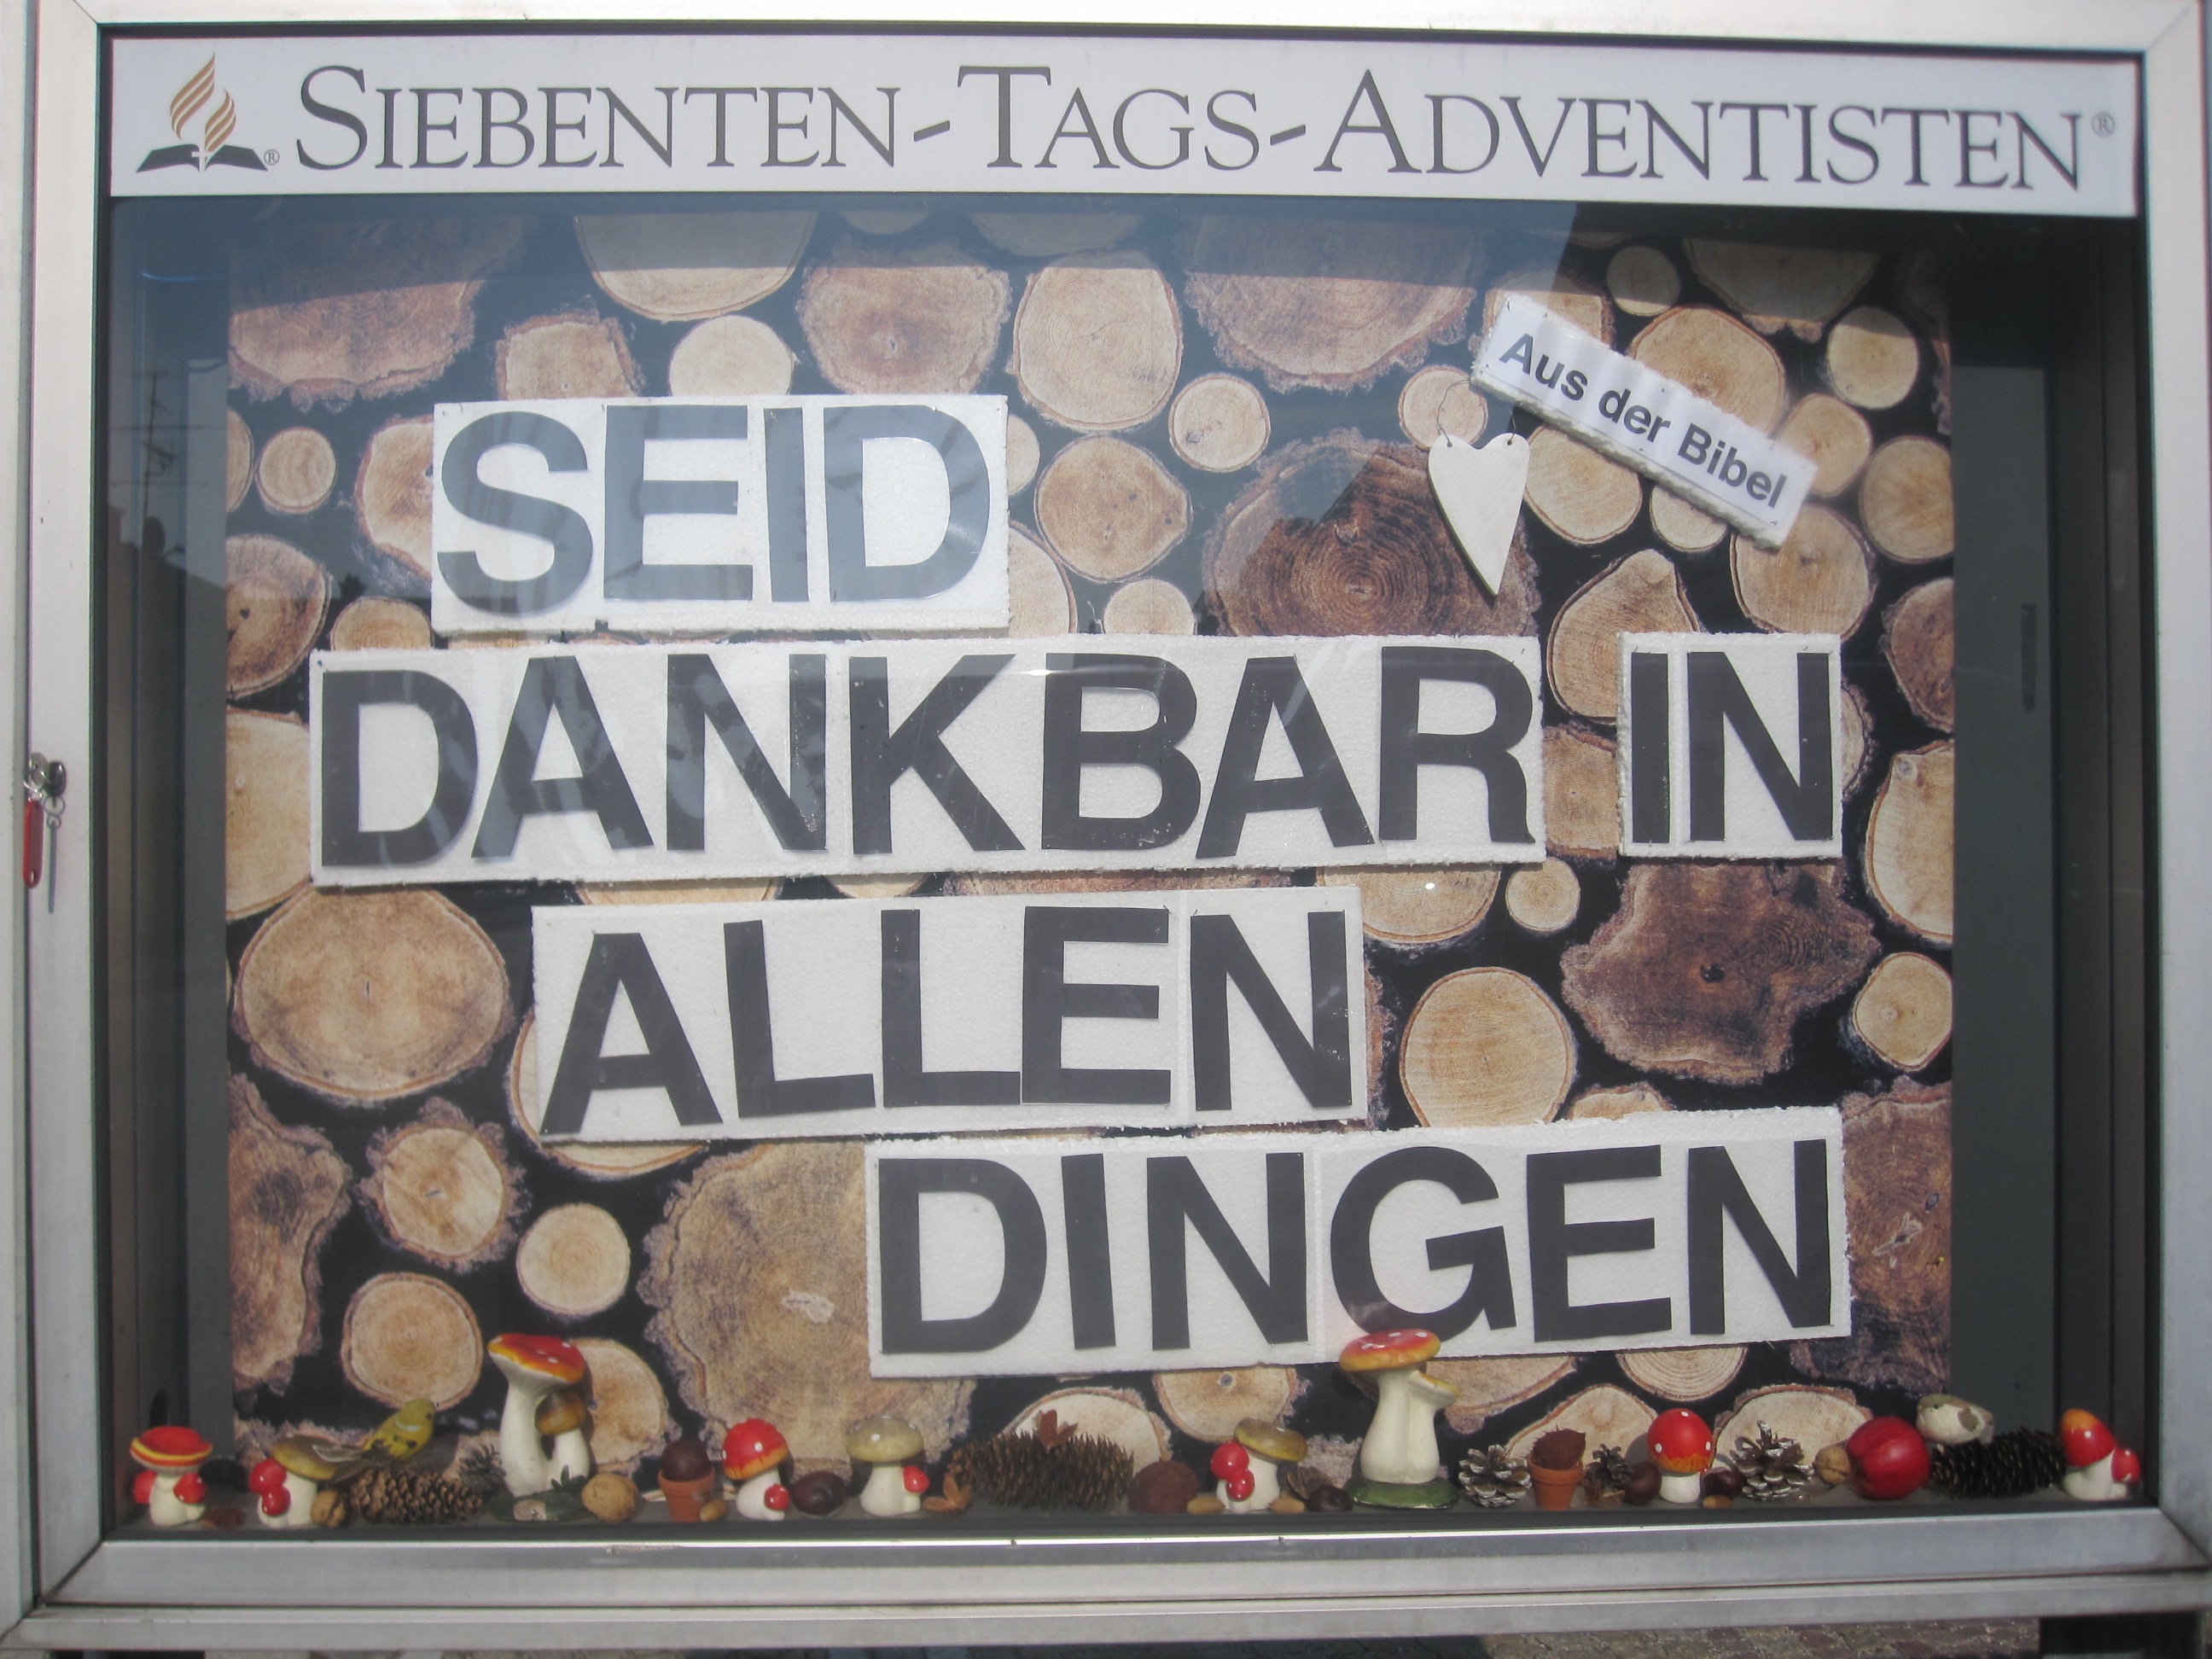 SIEBENTEN-TAGS-ADVENTISTEN®
®
Aus der Bibel
SEID
DANKBAR IN
ALLEN
DINGEN